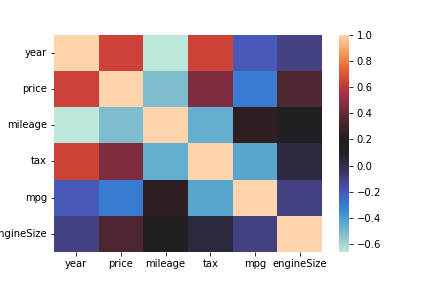 year
price
mileage
tax
mpg
ngineSize
year price mileage tax mpg engineSize
1.0
0.8
0.6
0.4
0.2
0.0
−0.2
−0.4
−0.6